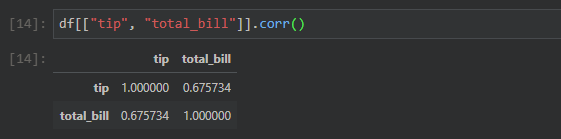 [14]: df[["tip", "total_bill"]].corr()
[14]:
tip total_bill
tip 1.000000 0.675734
total_bill 0.675734 1.000000